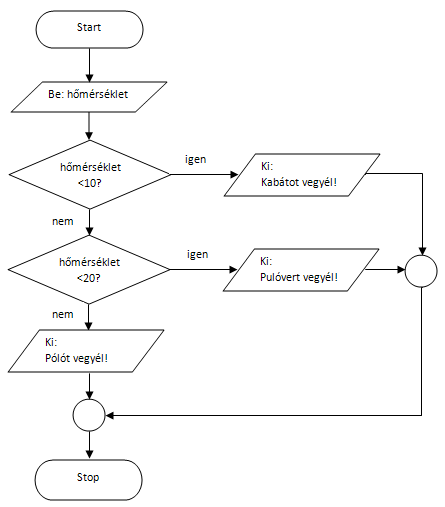 Start
Be: hőmérséklet
hőmérséklet
<10?
igen
Ki:
Kabátot vegyél!
nem
hőmérséklet
<20?
igen
Ki:
Pulóvert vegyél!
nem
Ki:
Pólót vegyél!
Stop